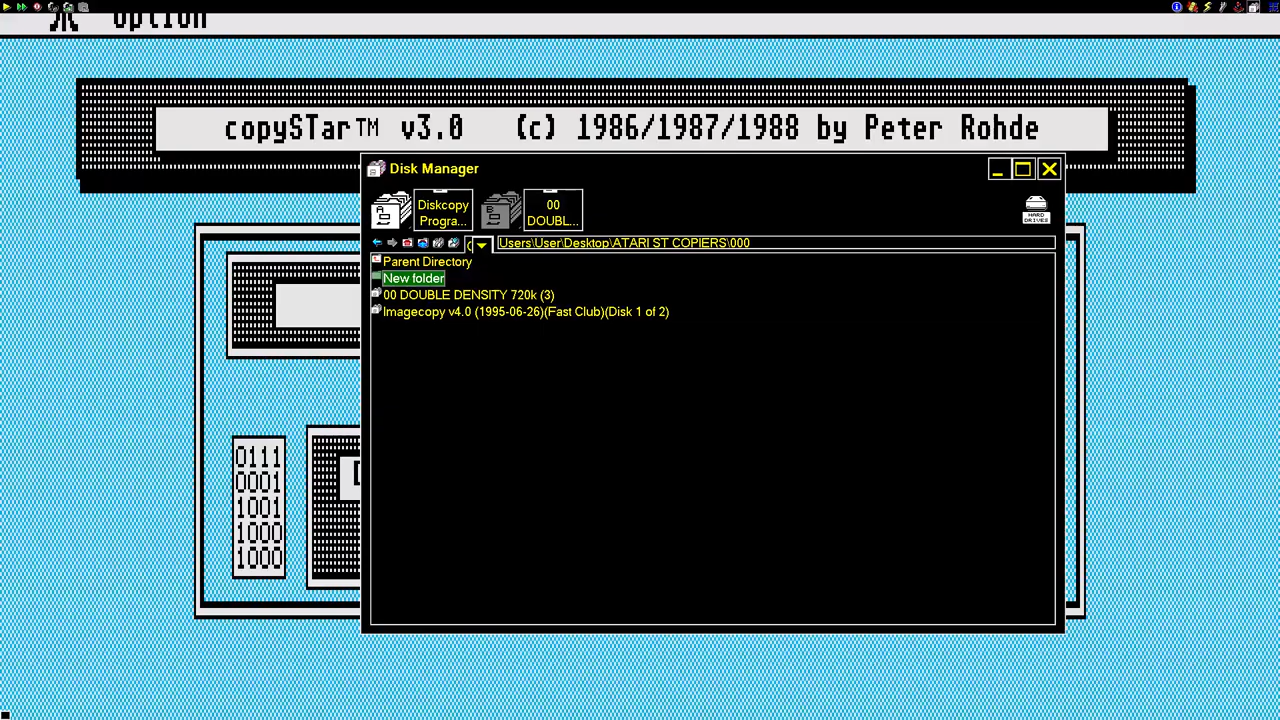 Option
copySTar™ v3.0 (c) 1986/1987/1988 by Peter Rohde
Disk Manager
A
Diskcopy
Progra...
B
00
DOUBL...
HARD
DRIVES
Users\User\Desktop\ATARI ST COPIERS\000
Parent Directory
New folder
00 DOUBLE DENSITY 720k (3)
Imagecopy v4.0 (1995-06-26)(Fast Club)(Disk 1 of 2)
0111
0001
1001
1000
1000